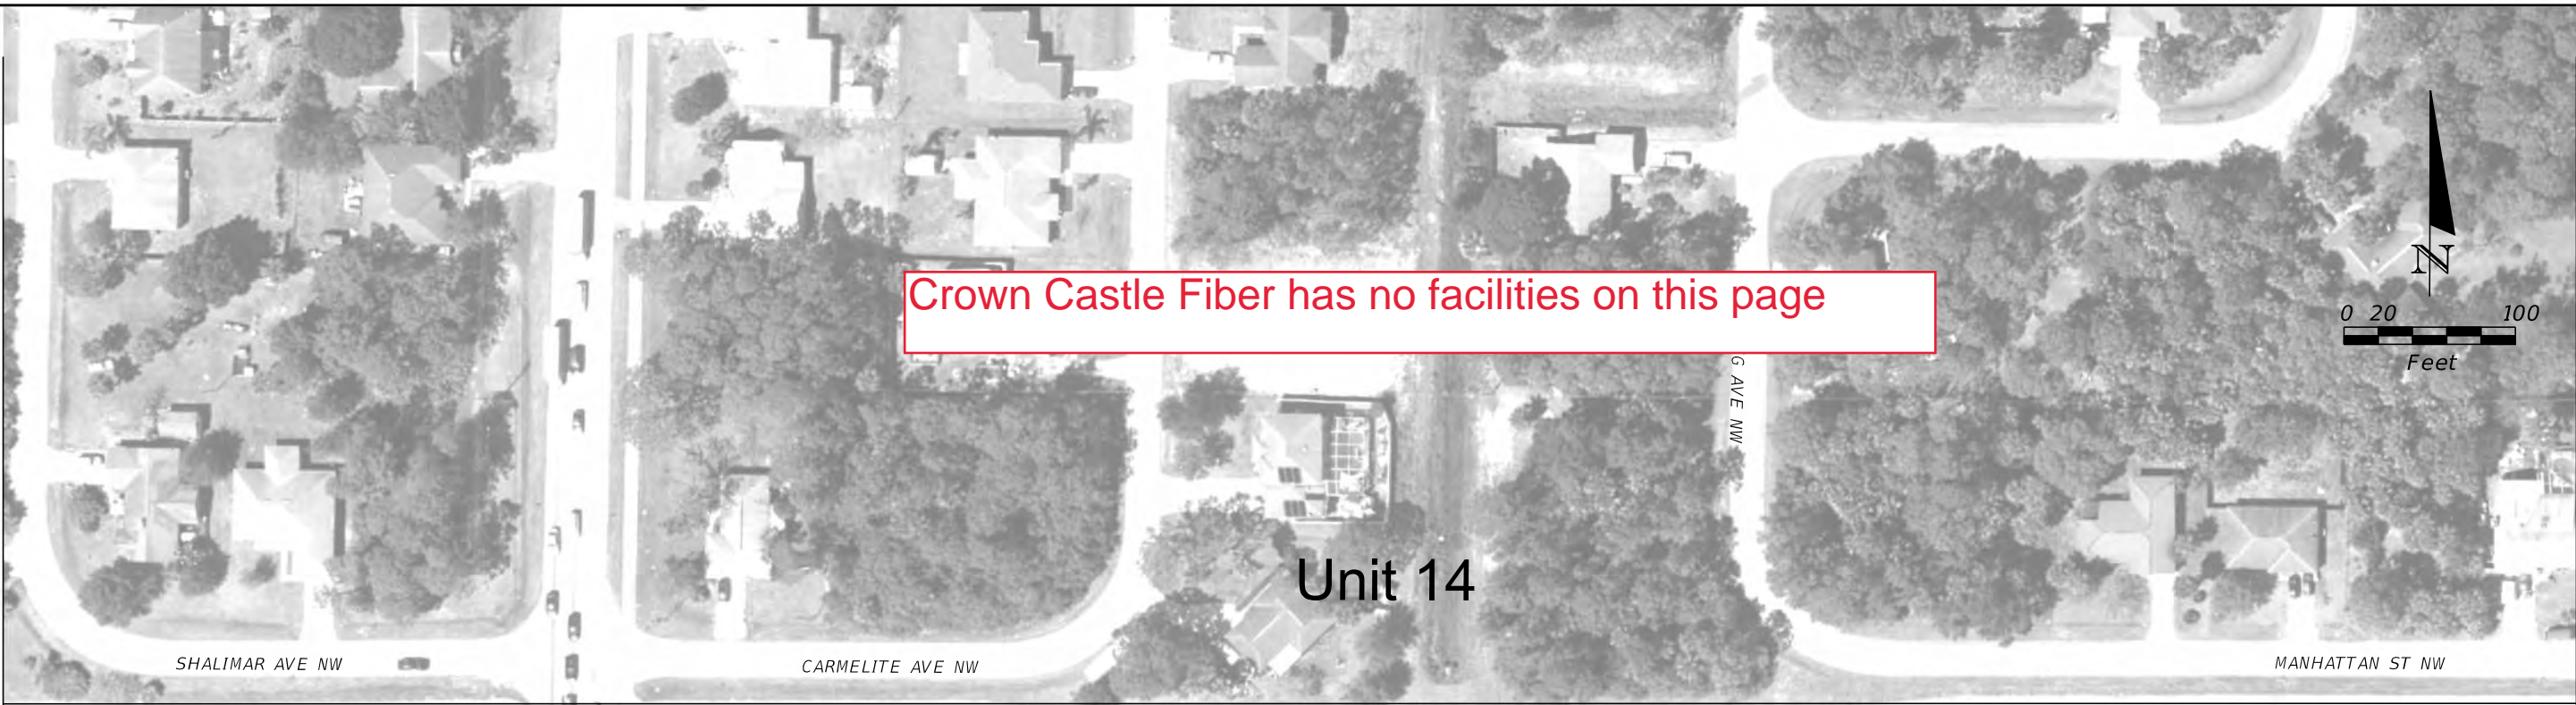 Crown Castle Fiber has no facilities on this page
N
0 20 100
Feet
AVE NW
Unit 14
SHALIMAR AVE NW
CARMELITE AVE NW
MANHATTAN ST NW